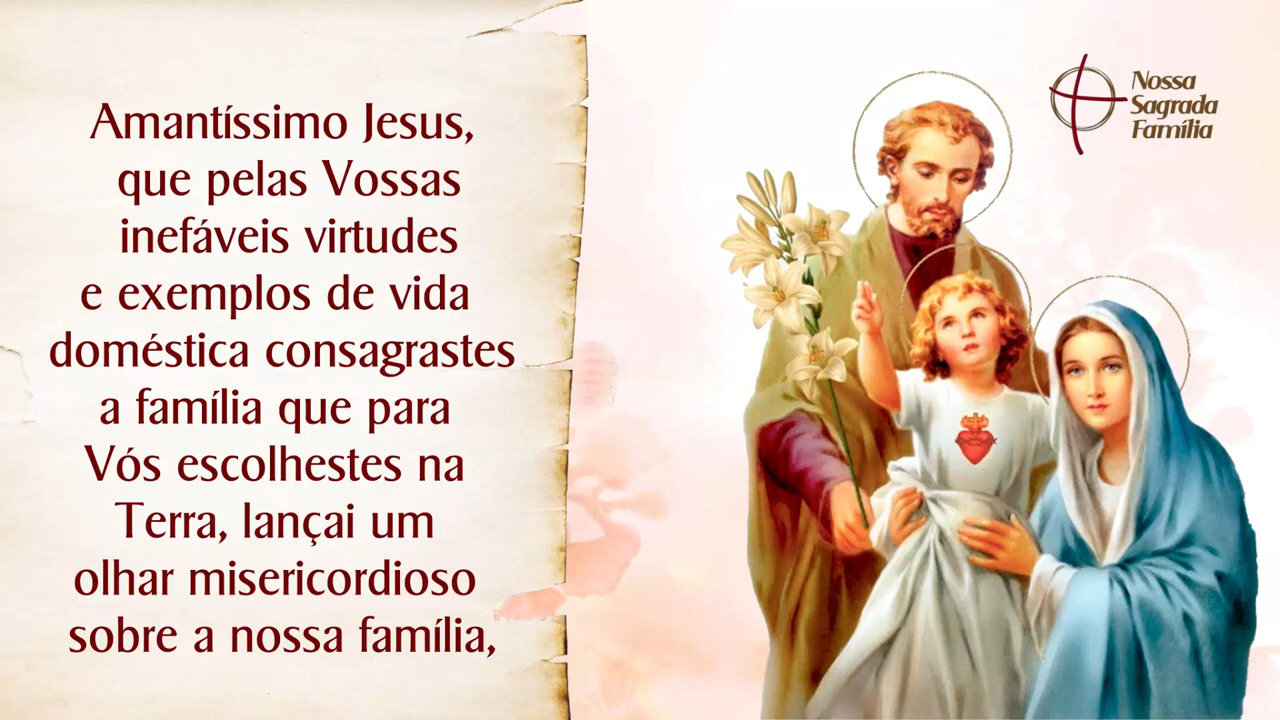 Amantíssimo Jesus,
que pelas Vossas
inefáveis virtudes
e exemplos de vida
doméstica consagrastes
a família que para
Vós escolhestes na
Terra, lançai um
olhar misericordioso
sobre a nossa família,
Nossa
Sagrada
Família